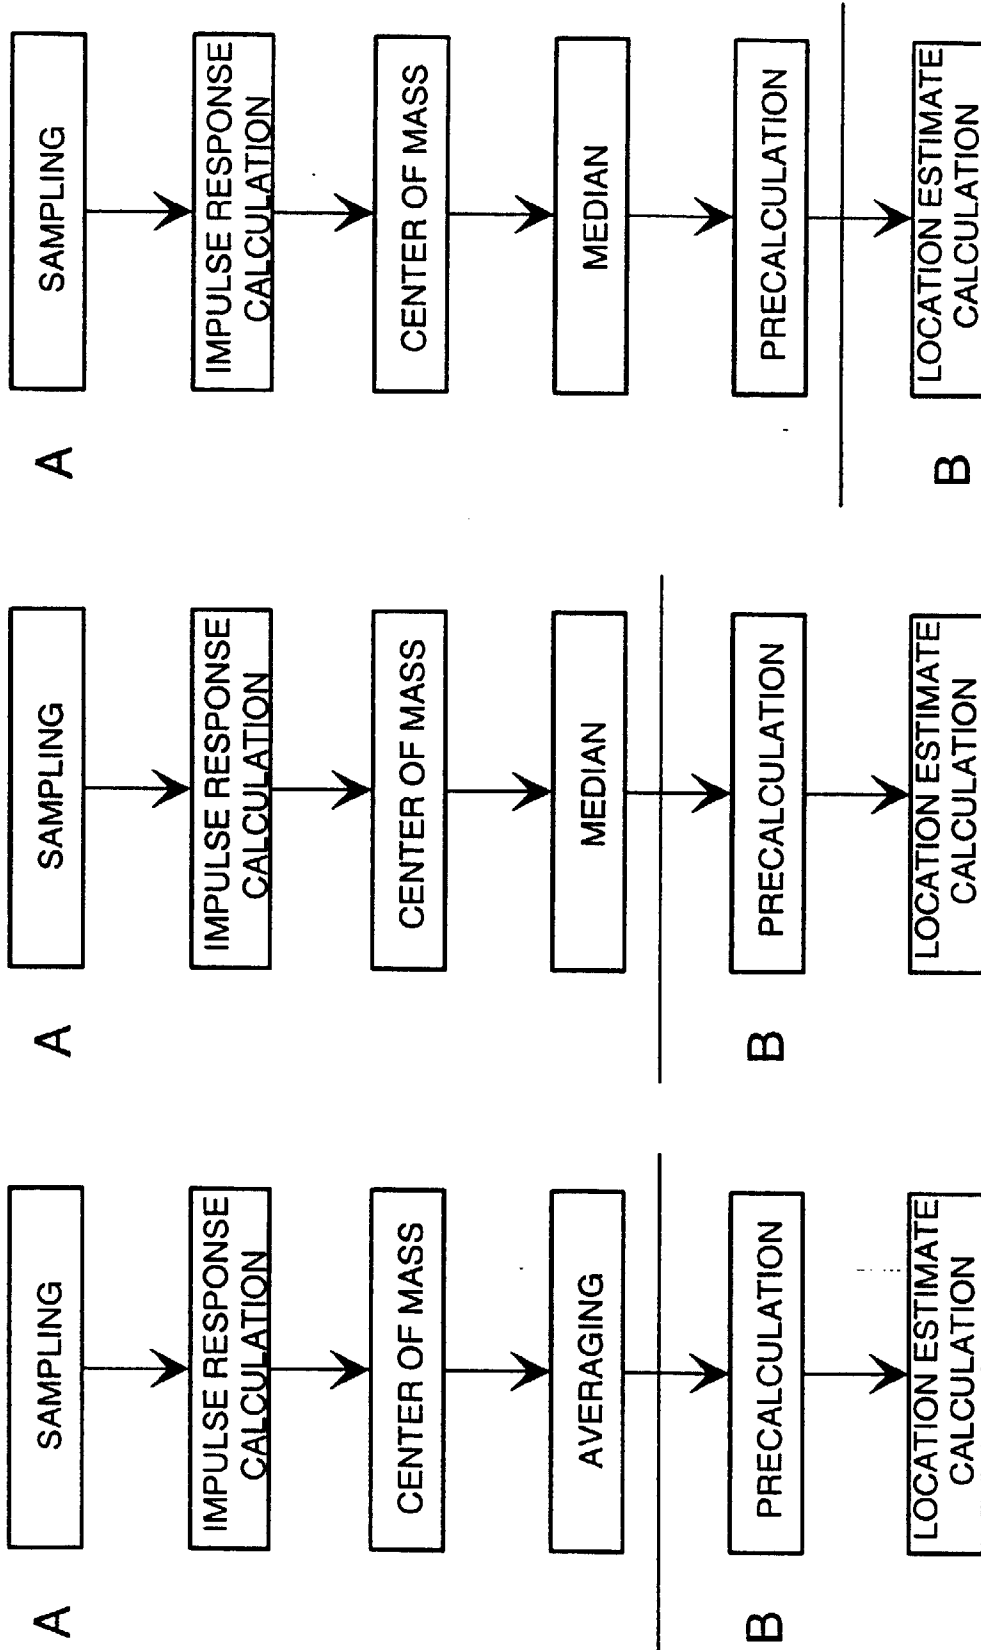 A
SAMPLING
IMPULSE RESPONSE
CALCULATION
CENTER OF MASS
AVERAGING
B
PRECALCULATION
LOCATION ESTIMATE
CALCULATION
A
SAMPLING
IMPULSE RESPONSE
CALCULATION
CENTER OF MASS
MEDIAN
B
PRECALCULATION
LOCATION ESTIMATE
CALCULATION
A
SAMPLING
IMPULSE RESPONSE
CALCULATION
CENTER OF MASS
MEDIAN
PRECALCULATION
B
LOCATION ESTIMATE
CALCULATION